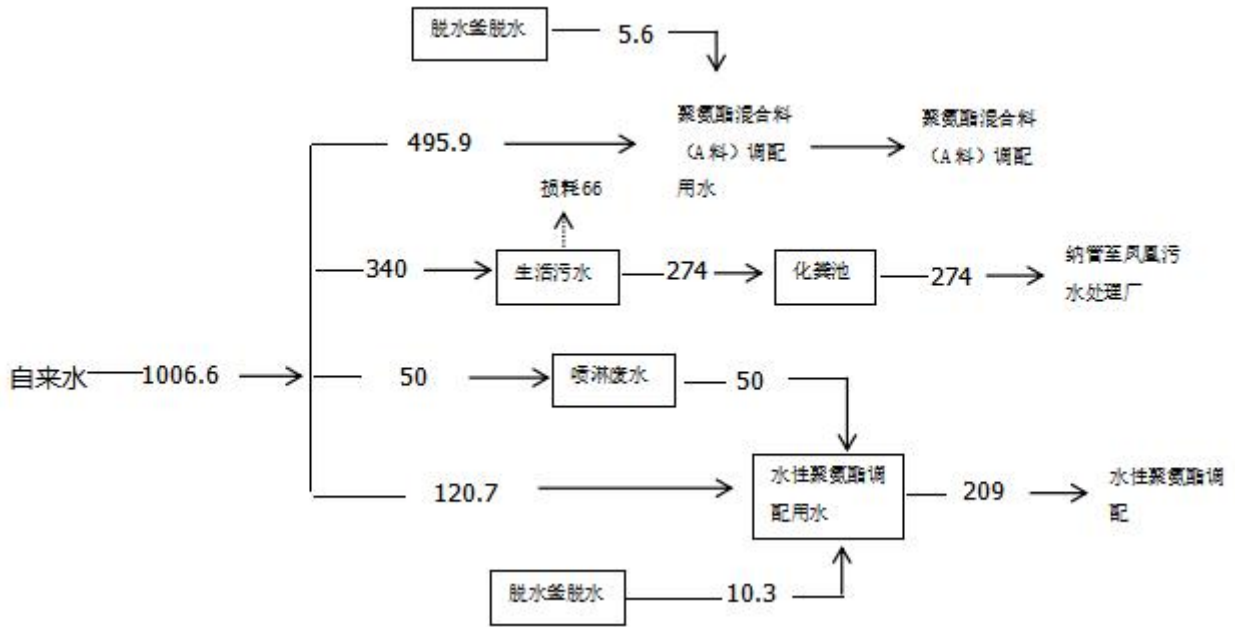 脱水釜脱水
5.6
495.9
聚氨酯混合料
（A料）调配
用水
聚氨酯混合料
（A料）调配
损耗66
340
生活污水
274
化粪池
274
纳管至凤凰污
水处理厂
自来水
1006.6
50
喷淋废水
50
120.7
水性聚氨酯调
配用水
209
水性聚氨酯调
配
脱水釜脱水
10.3